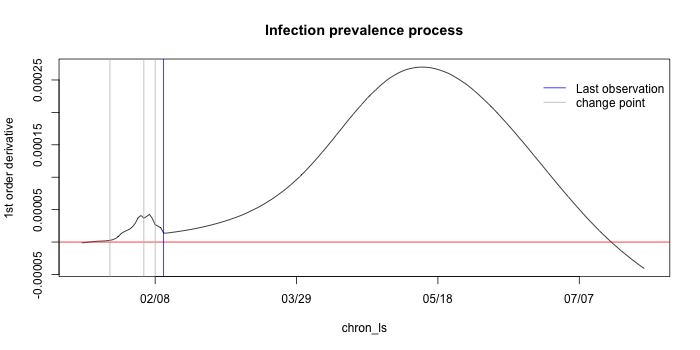 Infection prevalence process
1st order derivative
-0.00005
0.00005
0.00015
0.00025
Last observation
change point
02/08
03/29
05/18
07/07
chron_ls